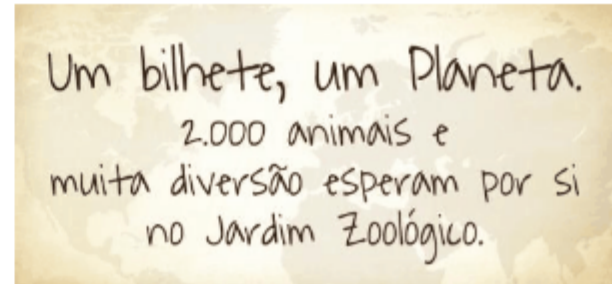 Um bilhete, um Planeta.
2.000 animais e
muita diversão esperam por si
no Jardim Zoológico.